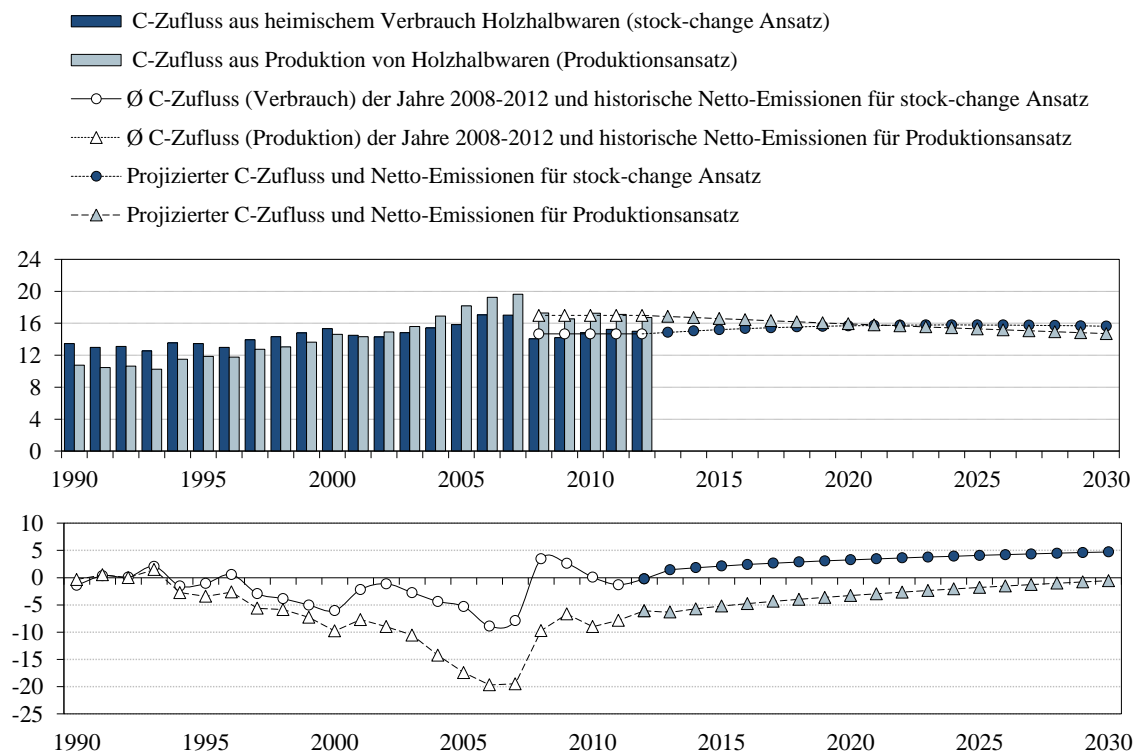 C-Zufluss aus heimischem Verbrauch Holzhalbwaren (stock-change Ansatz)
C-Zufluss aus Produktion von Holzhalbwaren (Produktionsansatz)
Ø C-Zufluss (Verbrauch) der Jahre 2008-2012 und historische Netto-Emissionen für stock-change Ansatz
Ø C-Zufluss (Produktion) der Jahre 2008-2012 und historische Netto-Emissionen für Produktionsansatz
Projizierter C-Zufluss und Netto-Emissionen für stock-change Ansatz
Projizierter C-Zufluss und Netto-Emissionen für Produktionsansatz
24
20
16
12
8
4
0
1990 1995 2000 2005 2010 2015 2020 2025 2030
10
5
0
-5
-10
-15
-20
-25
1990 1995 2000 2005 2010 2015 2020 2025 2030